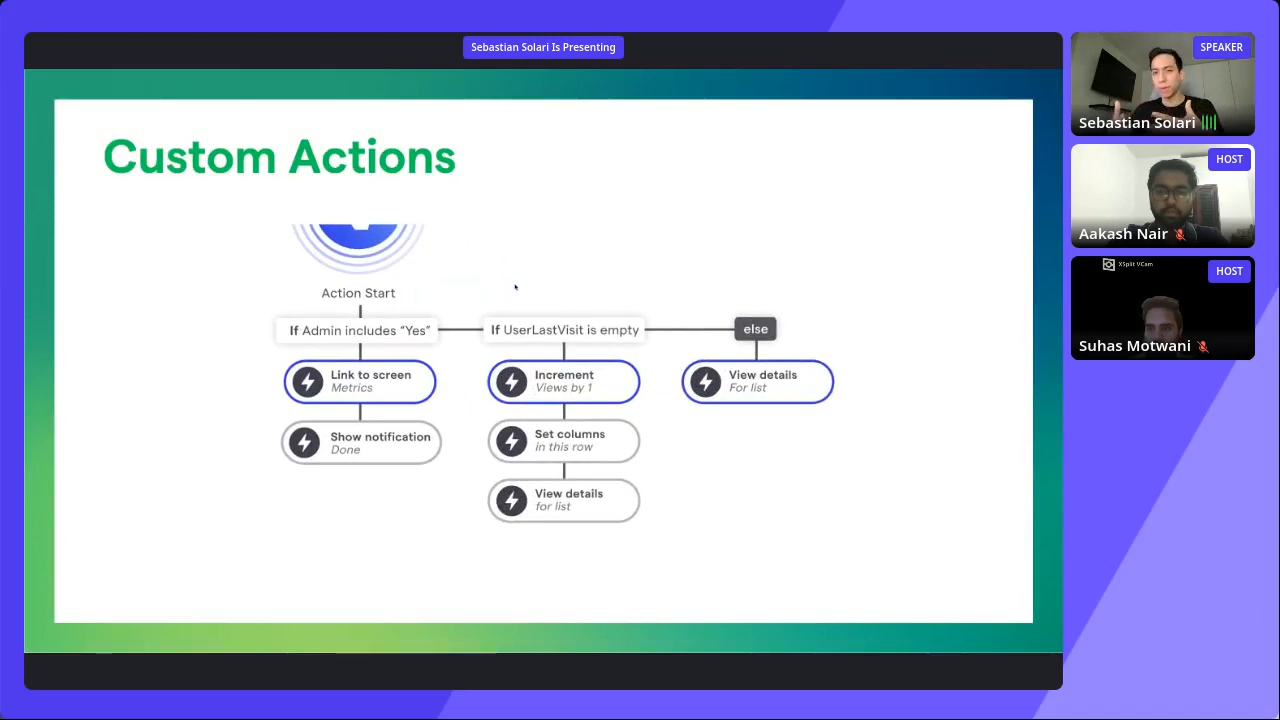 Sebastian Solari Is Presenting
Custom Actions
Action Start
If Admin includes “Yes”
If UserLastVisit is empty
else
Link to screen
Metrics
Increment
Views by 1
View details
For list
Show notification
Done
Set columns
in this row
View details
for list
SPEAKER
Sebastian Solari
HOST
Aakash Nair
XSplit VCam
HOST
Suhas Motwani